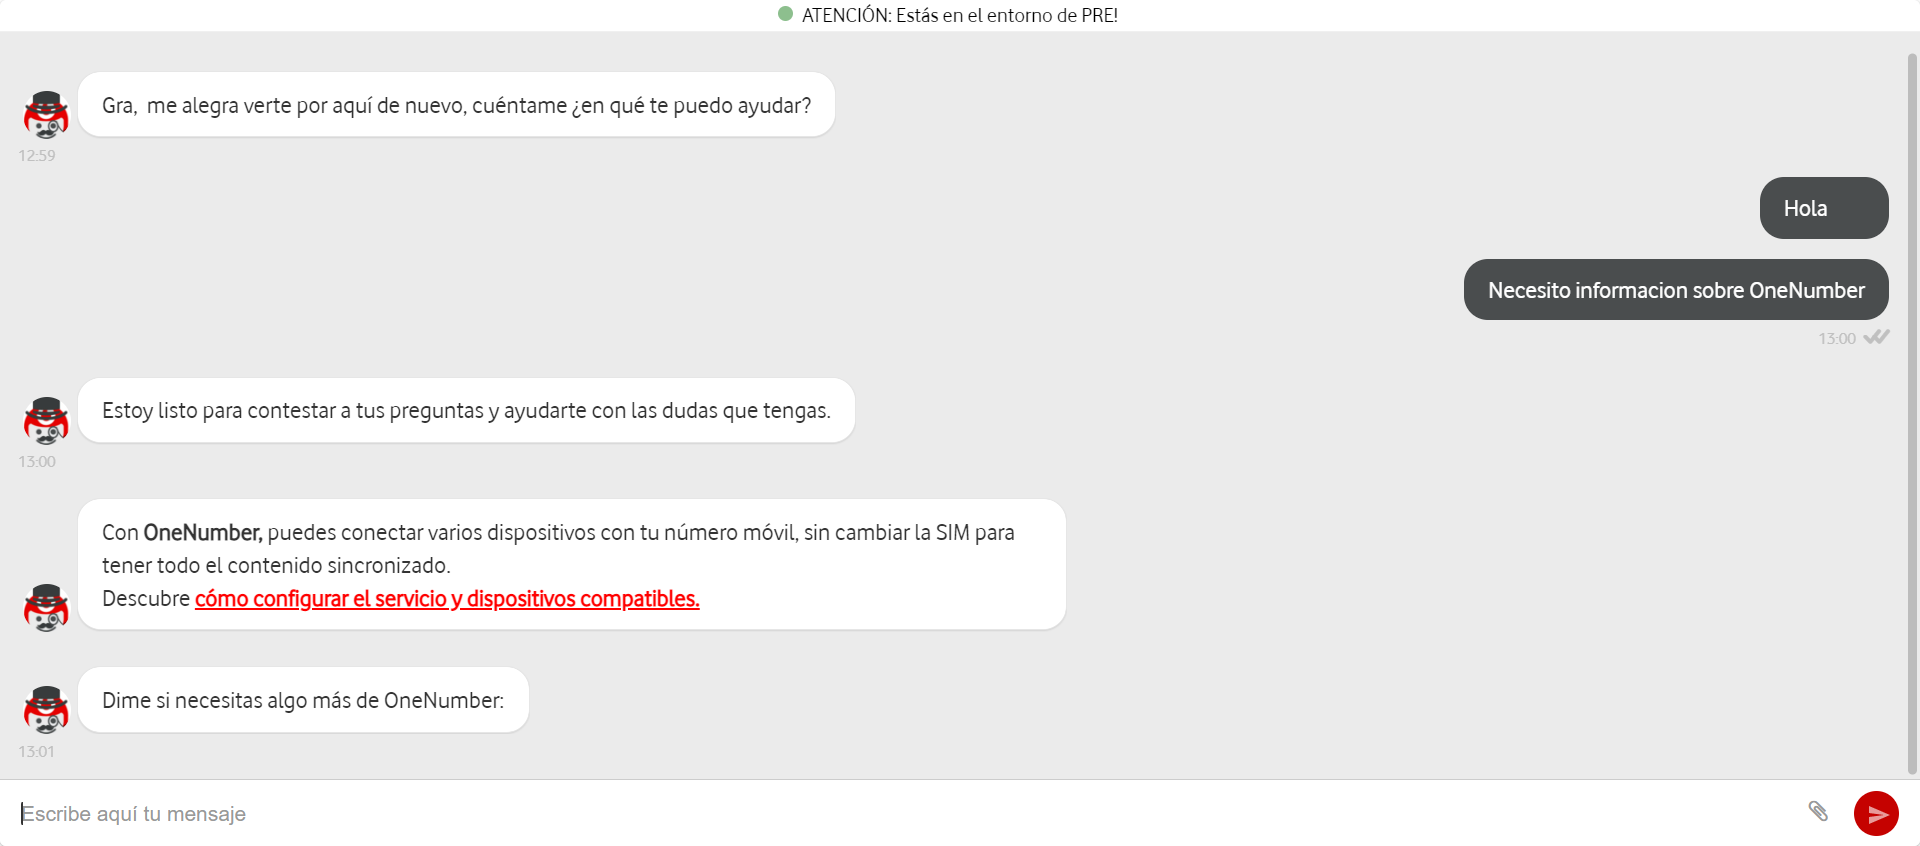 ATENCIÓN: Estás en el entorno de PRE!
Gra,  me alegra verte por aquí de nuevo, cuéntame ¿en qué te puedo ayudar?
12:59
Hola
Necesito informacion sobre OneNumber
13:00
Estoy listo para contestar a tus preguntas y ayudarte con las dudas que tengas.
13:00
Con OneNumber, puedes conectar varios dispositivos con tu número móvil, sin cambiar la SIM para
tener todo el contenido sincronizado.
Descubre cómo configurar el servicio y dispositivos compatibles.
Dime si necesitas algo más de OneNumber:
13:01
Escribe aquí tu mensaje